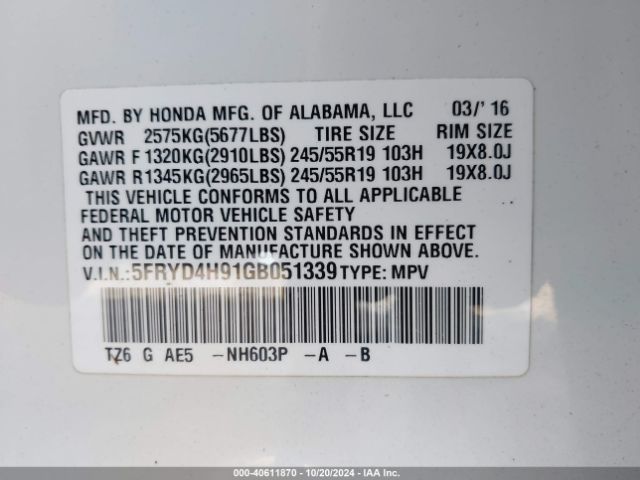 MFD. BY HONDA MFG. OF ALABAMA, LLC 03/' 16
GVWR 2575KG(5677LBS) TIRE SIZE RIM SIZE
GAWR F 1320KG(2910LBS) 245/55R19 103H 19X8.0J
GAWR R1345KG(2965LBS) 245/55R19 103H 19X8.0J
THIS VEHICLE CONFORMS TO ALL APPLICABLE
FEDERAL MOTOR VEHICLE SAFETY
AND THEFT PREVENTION STANDARDS IN EFFECT
ON THE DATE OF MANUFACTURE SHOWN ABOVE.
V.I.N.:5FRYD4H91GB051339TYPE: MPV
TZ6 G AE5 -NH603P -A -B
000-40611870 | 10/20/2024 | IAA Inc.